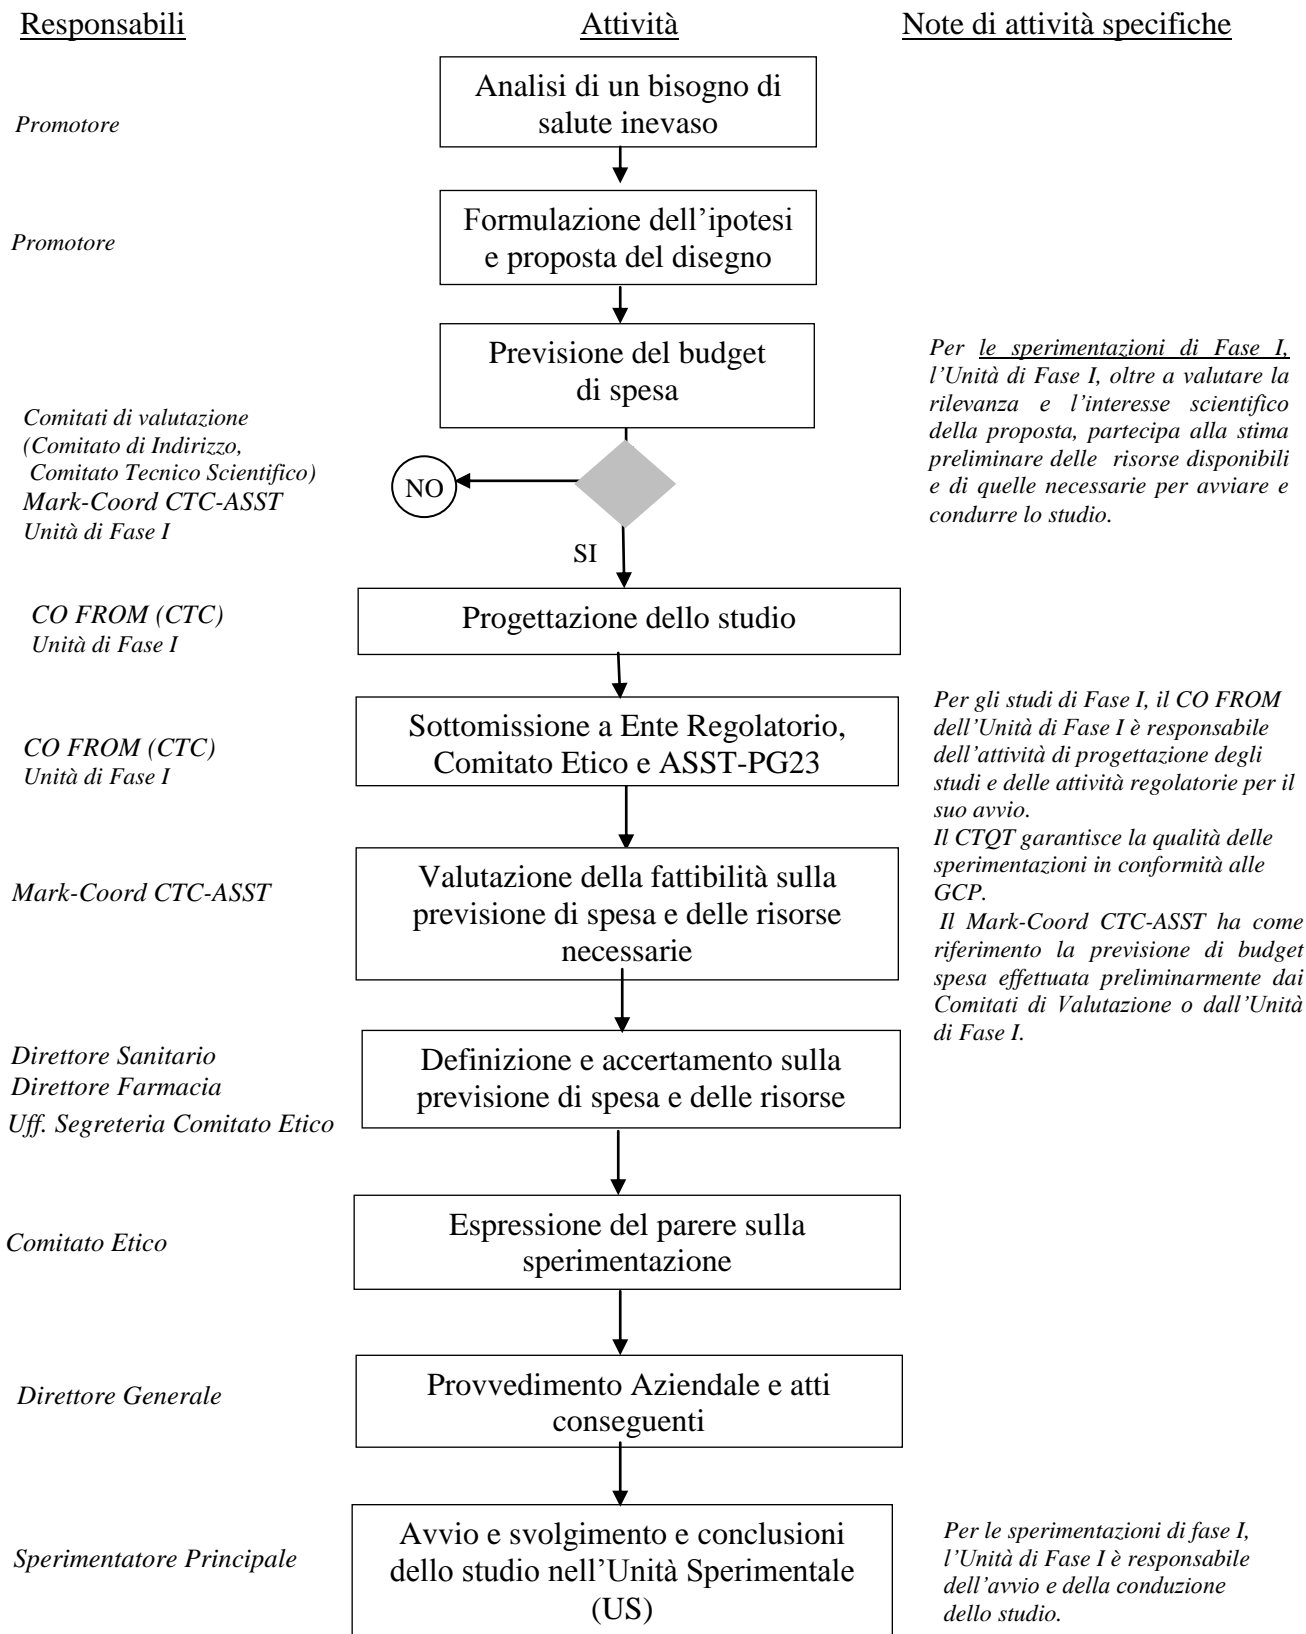 Responsabili
Attività
Note di attività specifiche
Promotore
Analisi di un bisogno di
salute inevaso
Promotore
Formulazione dell’ipotesi
e proposta del disegno
Previsione del budget
di spesa
Comitati di valutazione
(Comitato di Indirizzo,
Comitato Tecnico Scientifico)
Mark-Coord CTC-ASST
Unità di Fase I
NO
SI
Per le sperimentazioni di Fase I,
l’Unità di Fase I, oltre a valutare la
rilevanza e l’interesse scientifico
della proposta, partecipa alla stima
preliminare delle risorse disponibili
e di quelle necessarie per avviare e
condurre lo studio.
CO FROM (CTC)
Unità di Fase I
Progettazione dello studio
CO FROM (CTC)
Unità di Fase I
Sottomissione a Ente Regolatorio,
Comitato Etico e ASST-PG23
Per gli studi di Fase I, il CO FROM
dell’Unità di Fase I è responsabile
dell’attività di progettazione degli
studi e delle attività regolatorie per il
suo avvio.
Il CTQT garantisce la qualità delle
sperimentazioni in conformità alle
GCP.
Il Mark-Coord CTC-ASST ha come
riferimento la previsione di budget
spesa effettuata preliminarmente dai
Comitati di Valutazione o dall’Unità
di Fase I.
Mark-Coord CTC-ASST
Valutazione della fattibilità sulla
previsione di spesa e delle risorse
necessarie
Direttore Sanitario
Direttore Farmacia
Uff. Segreteria Comitato Etico
Definizione e accertamento sulla
previsione di spesa e delle risorse
Comitato Etico
Espressione del parere sulla
sperimentazione
Direttore Generale
Provvedimento Aziendale e atti
conseguenti
Sperimentatore Principale
Avvio e svolgimento e conclusioni
dello studio nell’Unità Sperimentale
(US)
Per le sperimentazioni di fase I,
l’Unità di Fase I è responsabile
dell’avvio e della conduzione
dello studio.